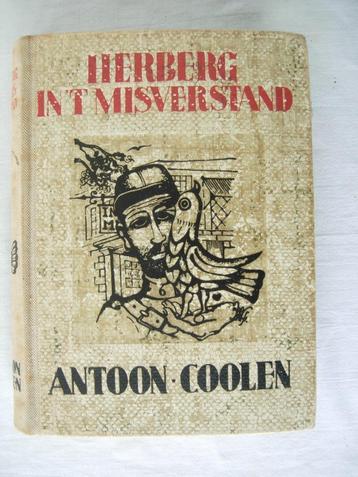 HERBERG
IN'T MISVERSTAND
ANTOON · COOLEN